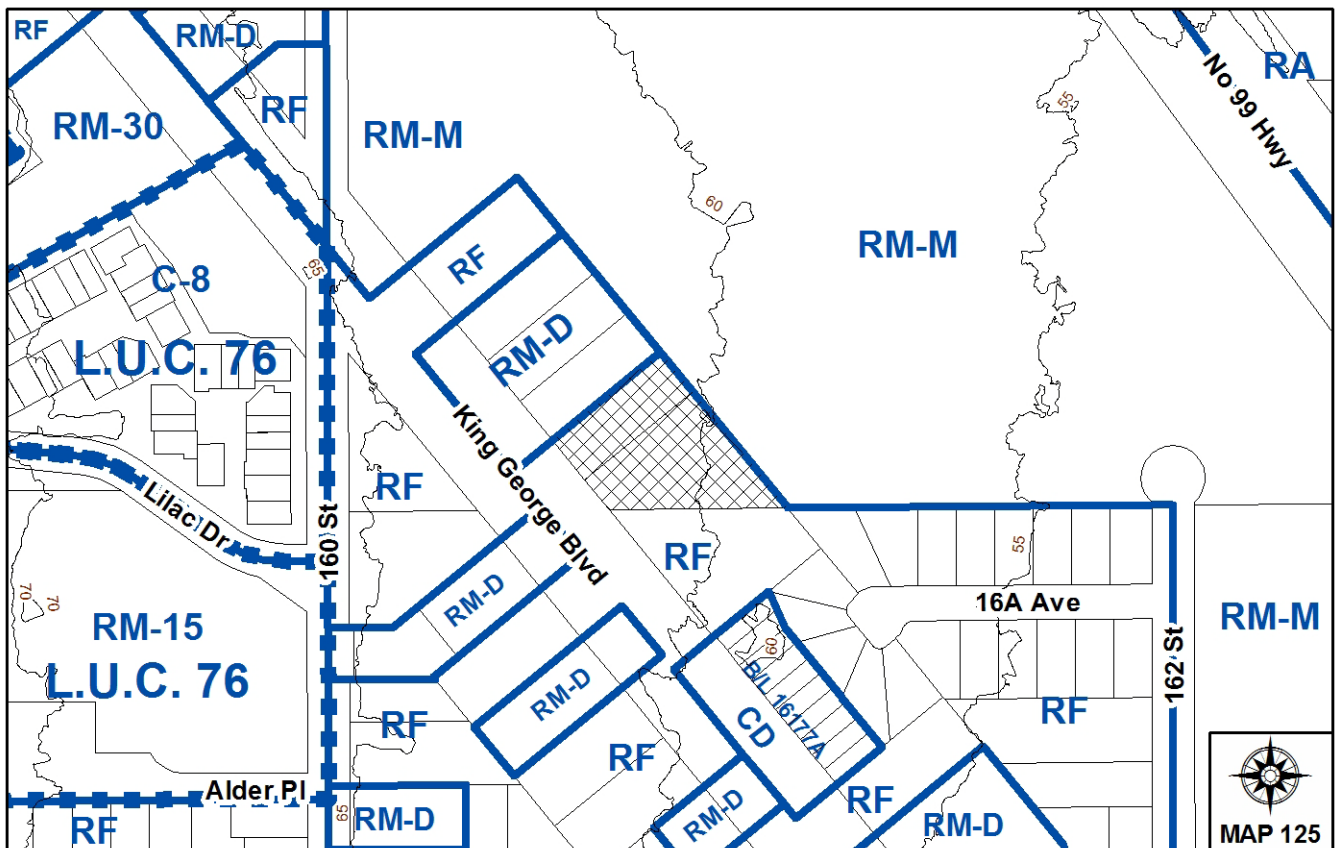 RF
RM-D
RA
No 99 Hwy
55
RM-30
RF
RM-M
60
RM-M
65
RF
C-8
RM-D
L.U.C. 76
King George Blvd
RF
Lilac Dr
160 St
RF
55
70
70
RM-D
16A Ave
RM-15
RM-M
L.U.C. 76
RM-D
60
B/L 16177A
162 St
RF
CD
RF
RF
Alder Pl
65
RM-D
RF
RM-D
RF
RM-D
MAP 125